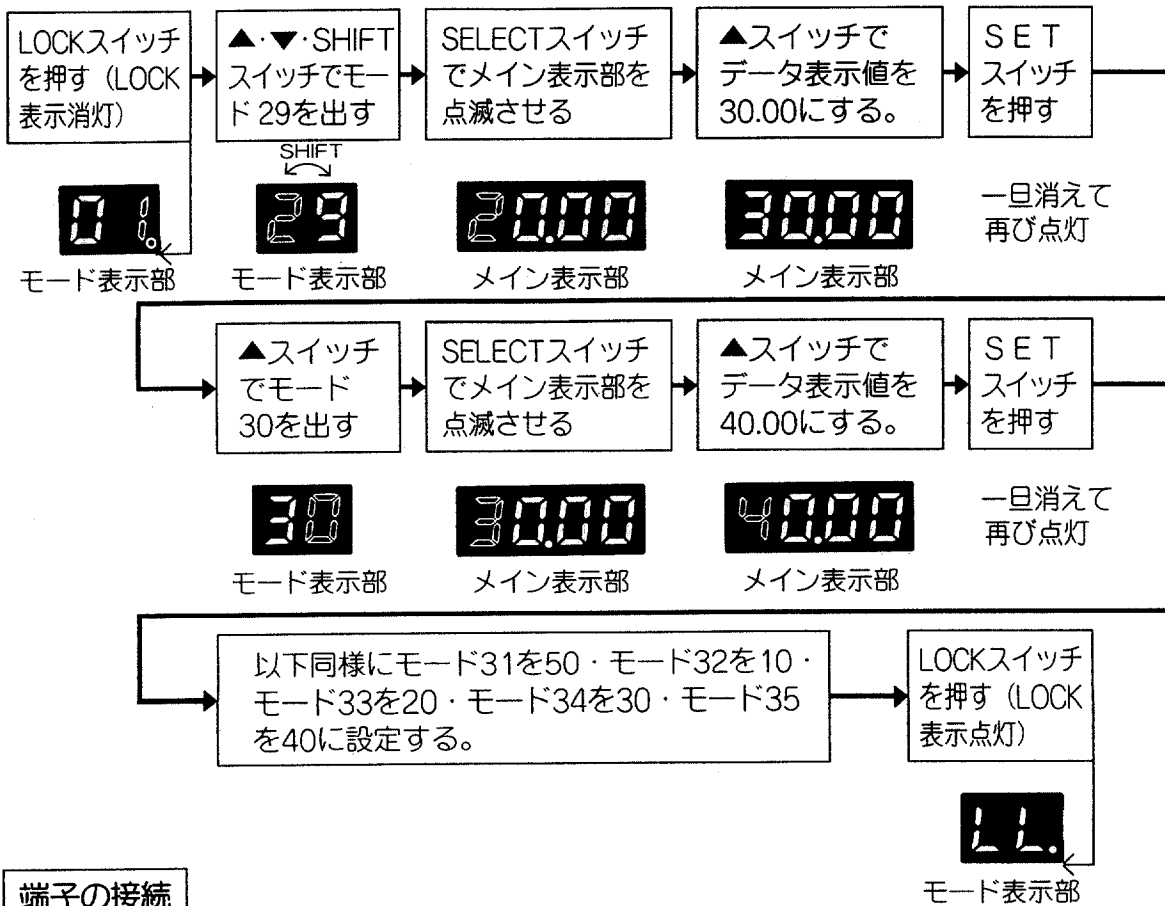 LOCKスイッチ
を押す（LOCK
表示消灯）
▲·▼·SHIFT
スイッチでモー
ド29を出す
SELECTスイッチ
でメイン表示部を
点滅させる
▲スイッチで
データ表示値を
30.00にする。
SET
スイッチ
を押す
SHIFT
01.
29
20.00
30.00
一旦消えて
再び点灯
モード表示部
モード表示部
メイン表示部
メイン表示部
▲スイッチ
でモード
30を出す
SELECTスイッチ
でメイン表示部を
点滅させる
▲スイッチで
データ表示値を
40.00にする。
SET
スイッチ
を押す
30
30.00
40.00
一旦消えて
再び点灯
モード表示部
メイン表示部
メイン表示部
以下同様にモード31を50·モード32を10·
モード33を20·モード34を30·モード35
を40に設定する。
LOCKスイッチ
を押す（LOCK
表示点灯）
LL.
モード表示部
端子の接続